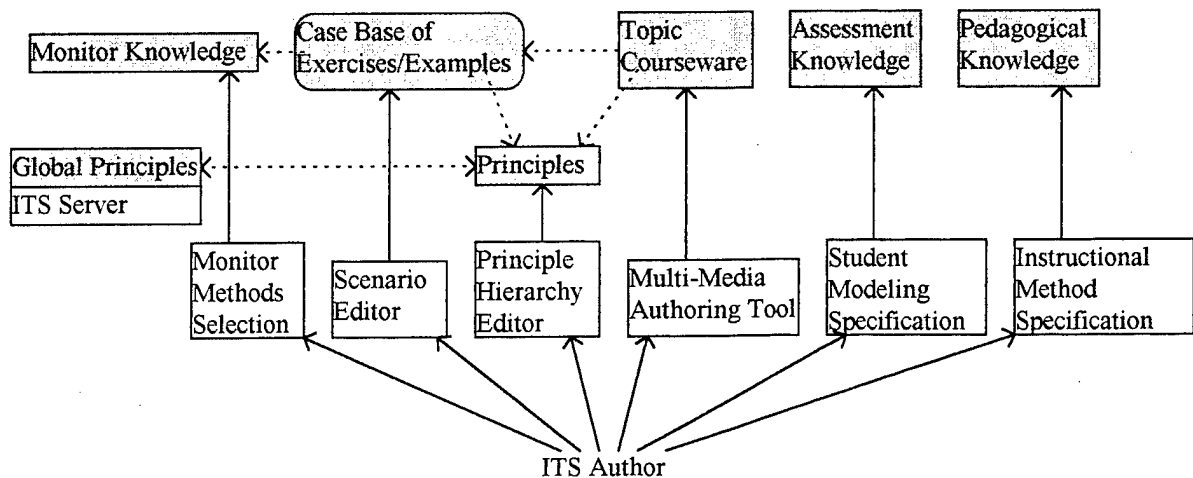 Monitor Knowledge
Case Base of
Exercises/Examples
Topic
Courseware
Assessment
Knowledge
Pedagogical
Knowledge
Global Principles
ITS Server
Principles
Monitor
Methods
Selection
Scenario
Editor
Principle
Hierarchy
Editor
Multi-Media
Authoring Tool
Student
Modeling
Specification
Instructional
Method
Specification
ITS Author